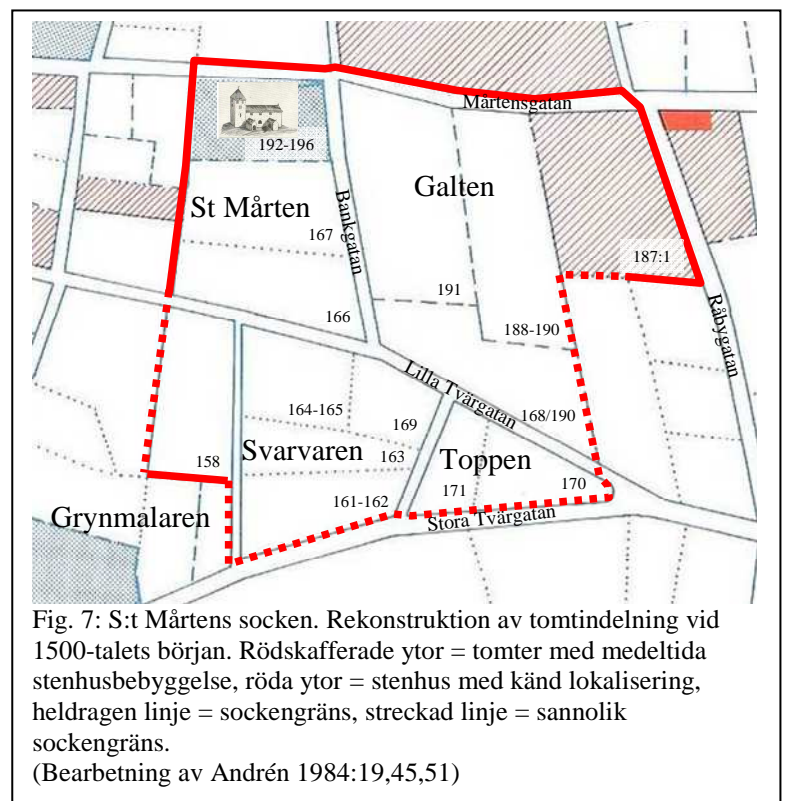 Mårtensgatan
192-196
Galten
St Mårten
Bankgatan
167
187:1
191
Råbygatan
166
188-190
Lilla Tvärgatan
164-165
168/190
169
Svarvaren
163
Toppen
158
170
171
161-162
Grynmalaren
Stora Tvärgatan
Fig. 7: S:t Mårtens socken. Rekonstruktion av tomtindelning vid
1500-talets början. Rödskafferade ytor = tomter med medeltida
stenhusbebyggelse, röda ytor = stenhus med känd lokalisering,
heldragen linje = sockengräns, streckad linje = sannolik
sockengräns.
(Bearbetning av Andrén 1984:19,45,51)